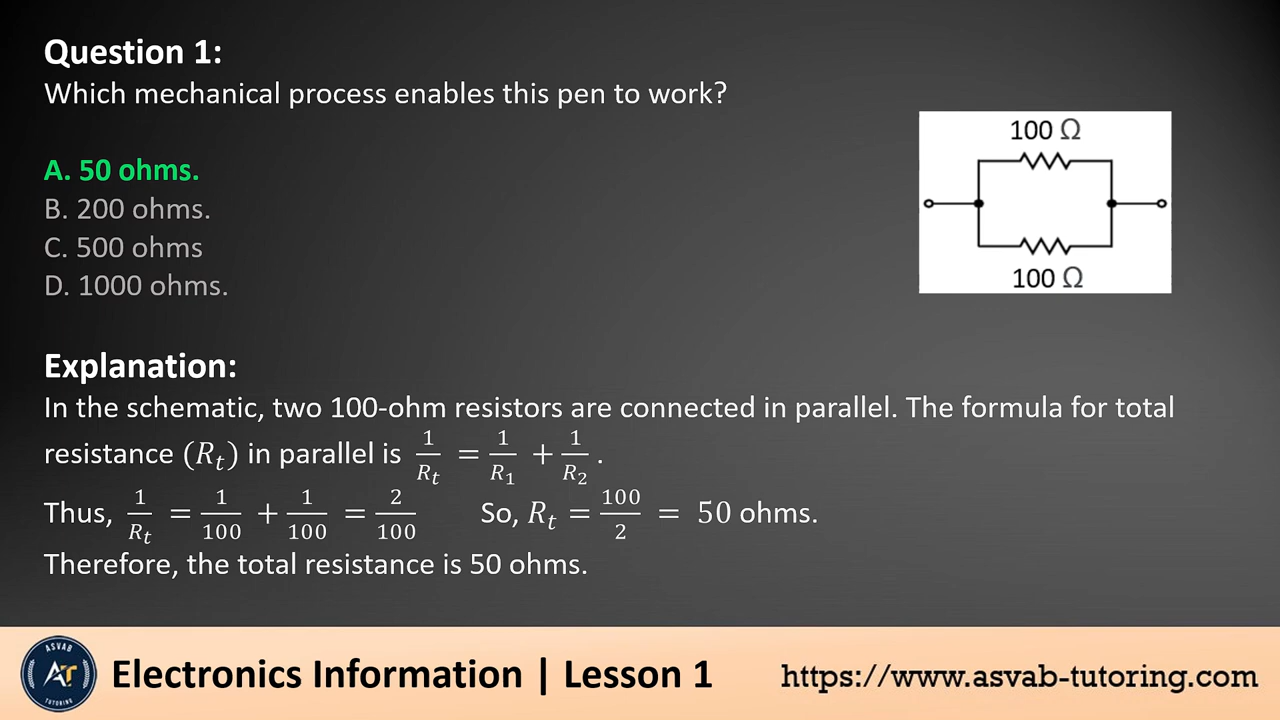 Question 1:
Which mechanical process enables this pen to work?
A. 50 ohms.
B. 200 ohms.
C. 500 ohms
D. 1000 ohms.
100 Ω
100 Ω
Explanation:
In the schematic, two 100-ohm resistors are connected in parallel. The formula for total
resistance (Rₜ) in parallel is 1/Rₜ = 1/R₁ + 1/R₂ .
Thus, 1/Rₜ = 1/100 + 1/100 = 2/100 So, Rₜ = 100/2 = 50 ohms.
Therefore, the total resistance is 50 ohms.
ASVAB
AT
TUTORING
Electronics Information | Lesson 1
https://www.asvab-tutoring.com